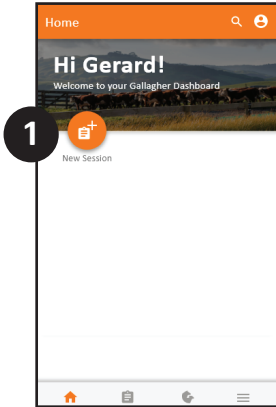 Home
Hi Gerard!
Welcome to your Gallagher Dashboard
1
New Session